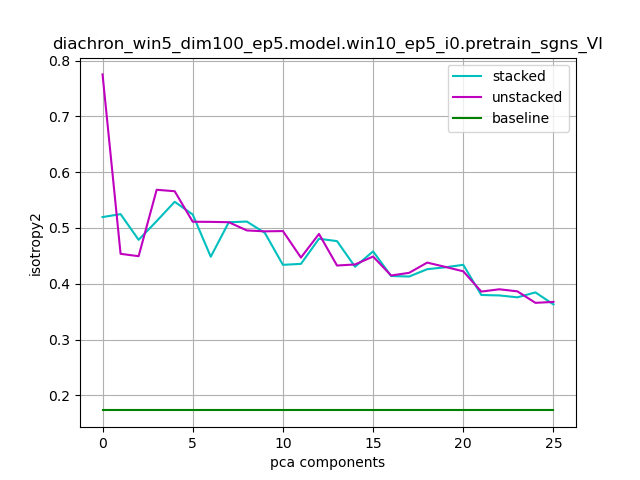 diachron_win5_dim100_ep5.model.win10_ep5_i0.pretrain_sgns_VI
0.8
0.7
0.6
0.5
0.4
0.3
0.2
isotropy2
stacked
unstacked
baseline
0 5 10 15 20 25
pca components